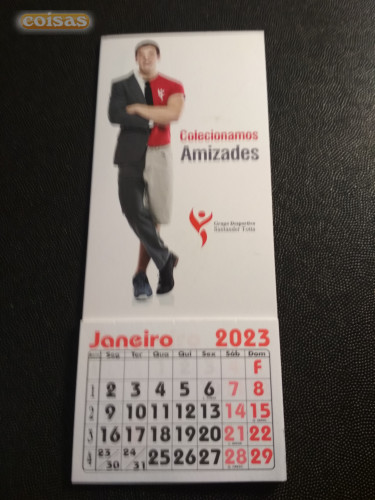 coisas
Colecionamos
Amizades
Grupo Desportivo
Santander Totta
Janeiro 2023
Seg Ter Qua Qui Sex Sáb Dom
F
1 2 3 4 5 6 7 8
2 9 10 11 12 13 14 15
3 16 17 18 19 20 21 22
4 23/30 24/31 25 26 27 28 29